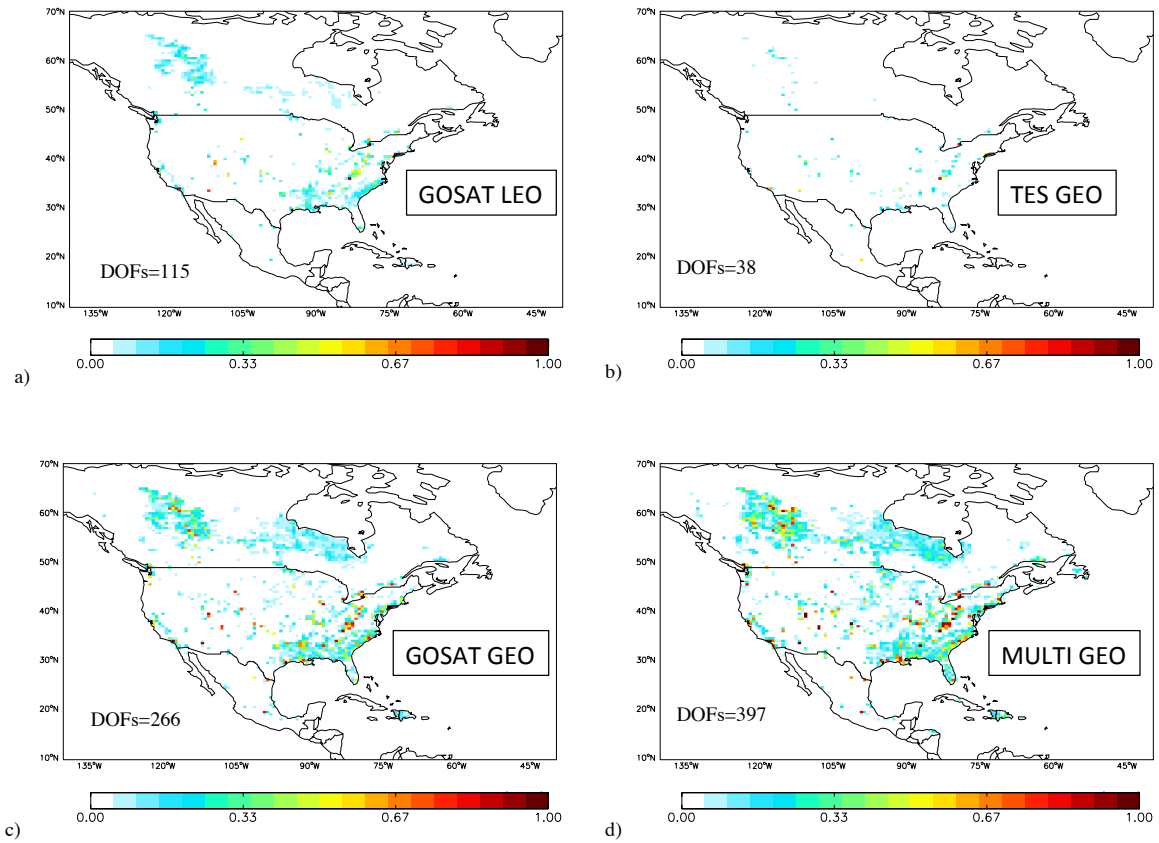 70°N 70°N
60°N 60°N
50°N 50°N
40°N 40°N
GOSAT LEO TES GEO
30°N 30°N
20°N 20°N
DOFs=115 DOFs=38
10°N 10°N
135°W 120°W 105°W 90°W 75°W 60°W 45°W 135°W 120°W 105°W 90°W 75°W 60°W 45°W
0.00 0.33 0.67 1.00 0.00 0.33 0.67 1.00
a) b)
70°N 70°N
60°N 60°N
50°N 50°N
40°N 40°N
GOSAT GEO MULTI GEO
30°N 30°N
20°N 20°N
DOFs=266 DOFs=397
10°N 10°N
135°W 120°W 105°W 90°W 75°W 60°W 45°W 135°W 120°W 105°W 90°W 75°W 60°W 45°W
0.00 0.33 0.67 1.00 0.00 0.33 0.67 1.00
c) d)